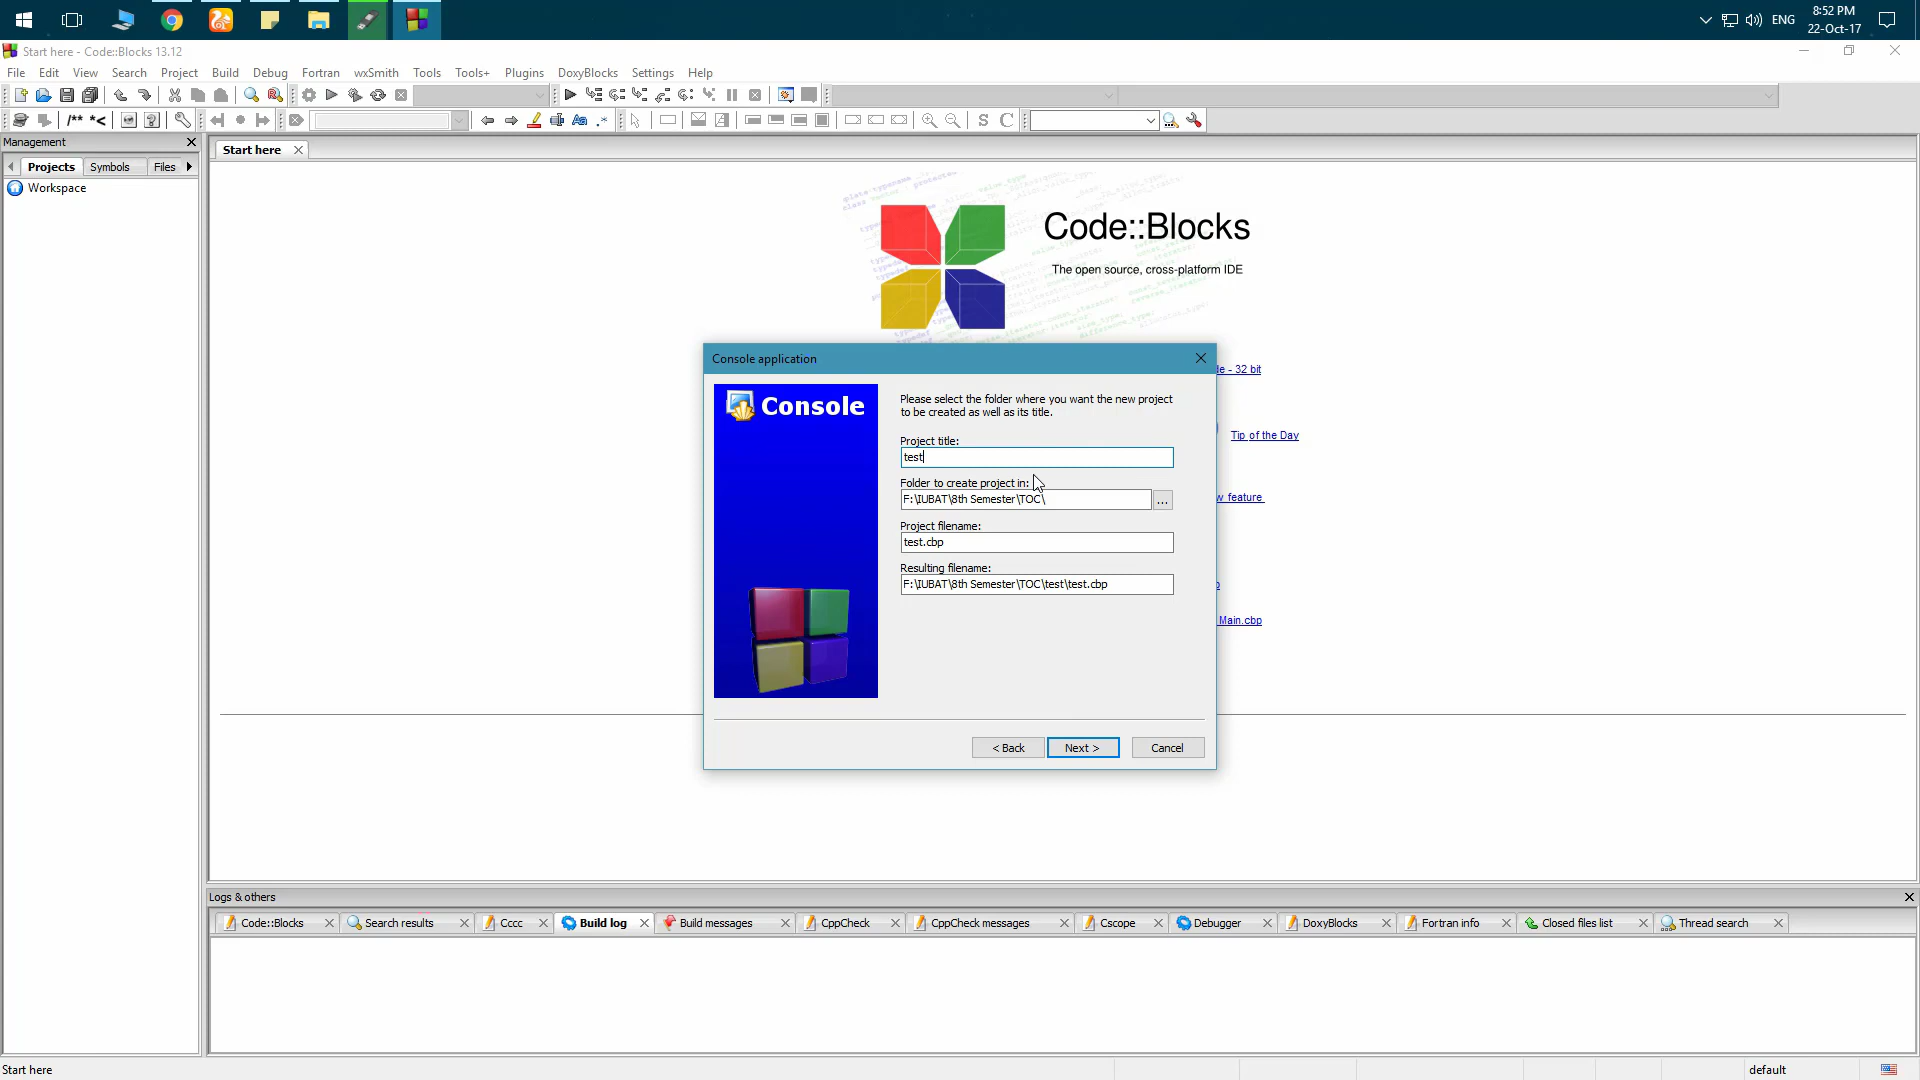 8:52 PM
ENG
22-Oct-17
Start here - Code::Blocks 13.12
File Edit View Search Project Build Debug Fortran wxSmith Tools Tools+ Plugins DoxyBlocks Settings Help
/** *<
Aa .*
S C
Management
Projects Symbols Files
Workspace
Start here
Code::Blocks
The open source, cross-platform IDE
Console application
Console
Please select the folder where you want the new project
to be created as well as its title.
Project title:
test
Folder to create project in:
F:\IUBAT\8th Semester\TOC\
...
Project filename:
test.cbp
Resulting filename:
F:\IUBAT\8th Semester\TOC\test\test.cbp
< Back Next > Cancel
de - 32 bit
Tip of the Day
w feature
Main.cbp
Logs & others
Code::Blocks Search results Cccc Build log Build messages CppCheck CppCheck messages Cscope Debugger DoxyBlocks Fortran info Closed files list Thread search
Start here
default